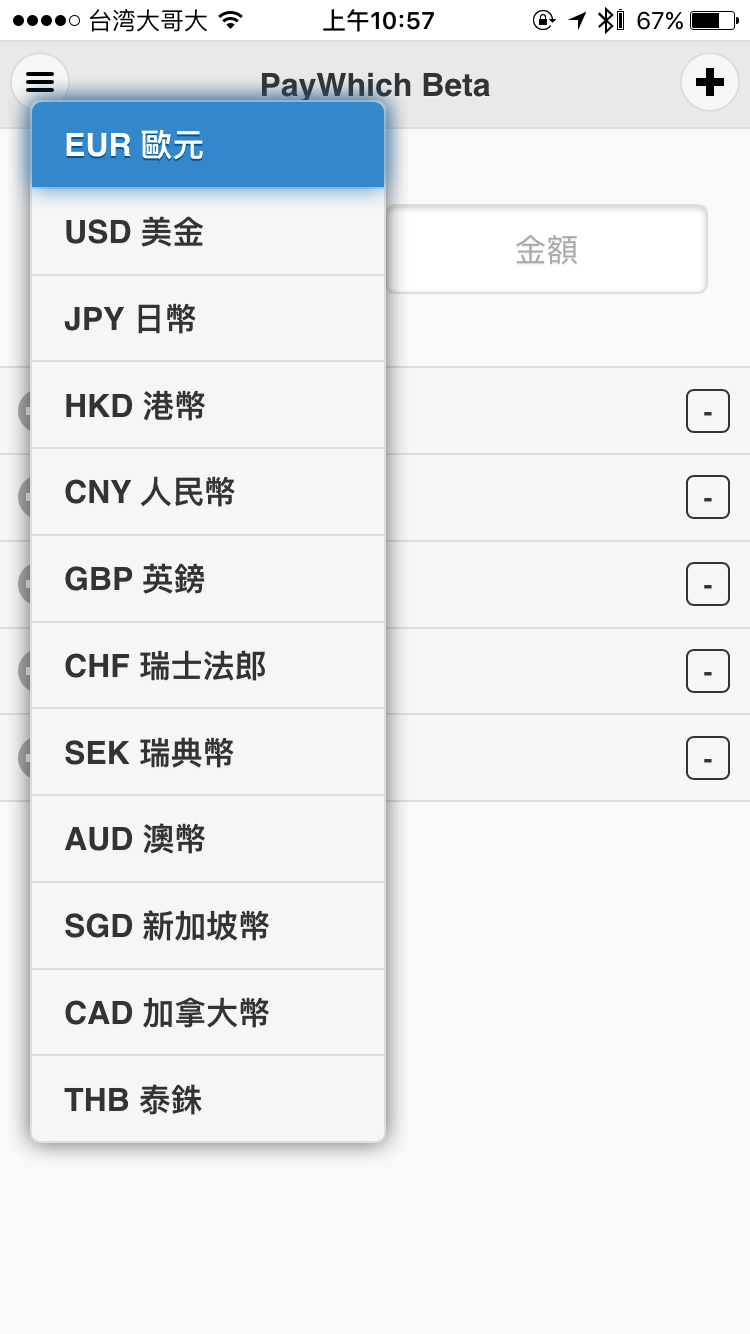 台湾大哥大 上午10:57 67%
PayWhich Beta
EUR 歐元
USD 美金
金額
JPY 日幣
HKD 港幣
-
CNY 人民幣
-
GBP 英鎊
-
CHF 瑞士法郎
-
SEK 瑞典幣
-
AUD 澳幣
SGD 新加坡幣
CAD 加拿大幣
THB 泰銖